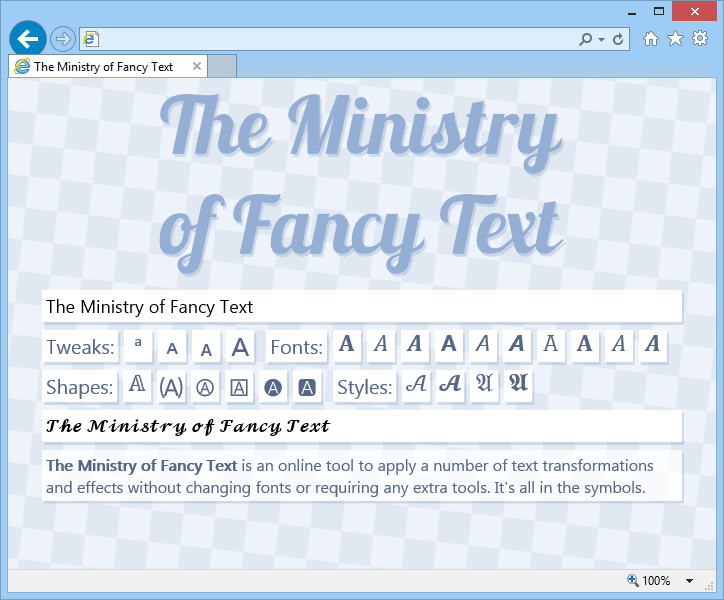 The Ministry of Fancy Text
The Ministry
of Fancy Text
The Ministry of Fancy Text
Tweaks: ª A A A Fonts: A A A A A A A A A A
Shapes: A (A) Ⓐ 🄰 🅐 🅰 Styles: 𝒜 𝓐 𝔄 𝕬
𝓣𝓱𝓮 𝓜𝓲𝓷𝓲𝓼𝓽𝓻𝔂 𝓸𝓯 𝓕𝓪𝓷𝓬𝔂 𝓣𝓮𝔁𝓽
The Ministry of Fancy Text is an online tool to apply a number of text transformations
and effects without changing fonts or requiring any extra tools. It's all in the symbols.
100%